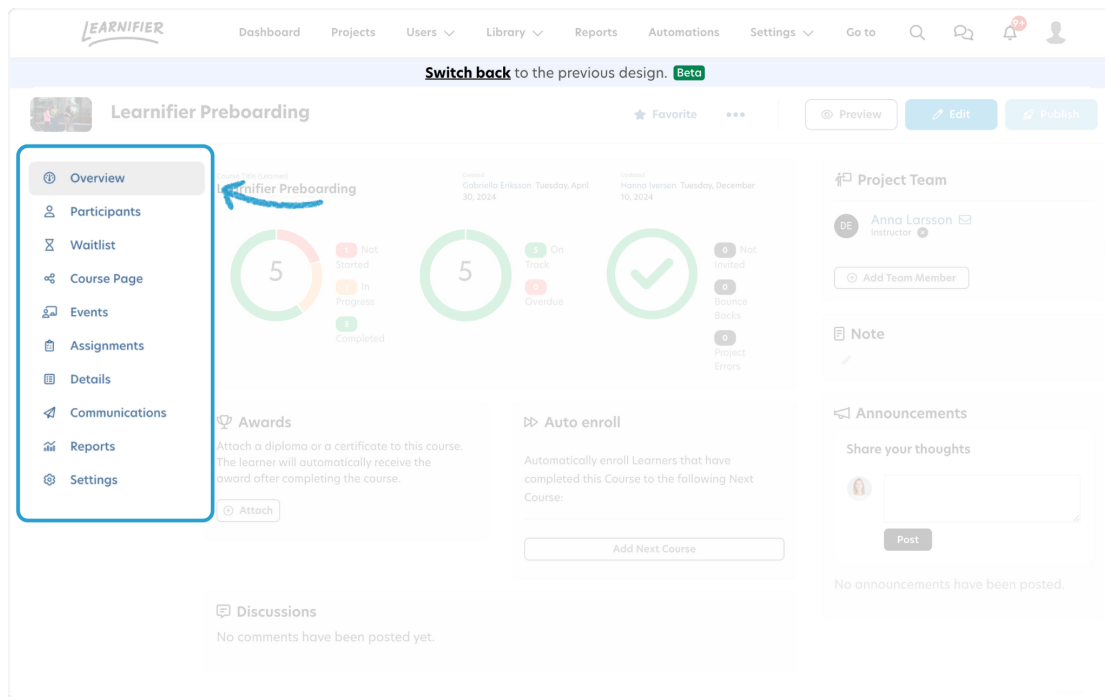 LEARNIFIER
Dashboard Projects Users Library Reports Automations Settings Go to 9+
Switch back to the previous design. Beta
Learnifier Preboarding
Favorite
Preview
Edit
Publish
Overview
Participants
Waitlist
Course Page
Events
Assignments
Details
Communications
Reports
Settings
Learnifier Preboarding
Gabriella Eriksson Tuesday, April
30, 2024
Updated
Hanna Iversen Tuesday, December
10, 2024
5
1 Not
Started
1 In
Progress
3
Completed
5
5 On
Track
0
Overdue
0 Not
Invited
0
Bounce
Backs
0
Project
Errors
Awards
Attach a diploma or a certificate to this course.
The learner will automatically receive the
award after completing the course.
Attach
Auto enroll
Automatically enroll Learners that have
completed this Course to the following Next
Course:
Add Next Course
Discussions
No comments have been posted yet.
Project Team
DE
Anna Larsson
Instructor
Add Team Member
Note
Announcements
Share your thoughts
Post
No announcements have been posted.